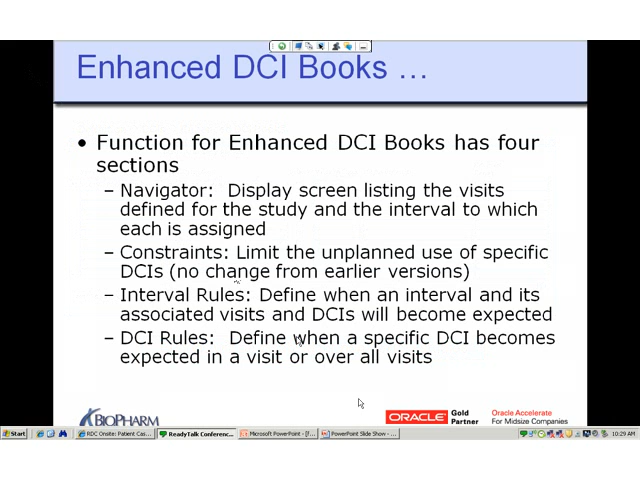 Enhanced DCI Books ...
• Function for Enhanced DCI Books has four
sections
– Navigator: Display screen listing the visits
defined for the study and the interval to which
each is assigned
– Constraints: Limit the unplanned use of specific
DCIs (no change from earlier versions)
– Interval Rules: Define when an interval and its
associated visits and DCIs will become expected
– DCI Rules: Define when a specific DCI becomes
expected in a visit or over all visits
BIOPHARM
ORACLE Gold
Partner
Oracle Accelerate
For Midsize Companies
Start
RDC Onsite: Patient Cas...
ReadyTalk Conferenc...
Microsoft PowerPoint - [f...
PowerPoint Slide Show - ...
10:29 AM